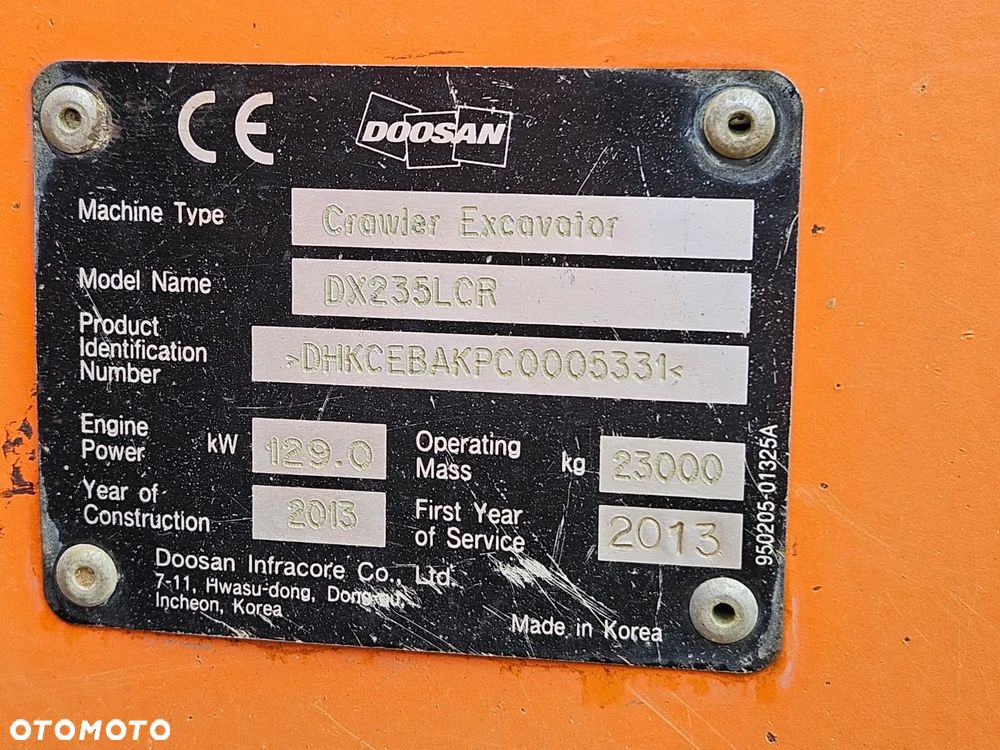 CE DOOSAN
Machine Type Crawler Excavator
Model Name DX235LCR
Product
Identification
Number >DHKCEBAKPC0005331<
Engine
Power kW 129.0 Operating
Mass kg 23000
Year of
Construction 2013 First Year
of Service 2013
Doosan Infracore Co., Ltd.
7-11, Hwasu-dong, Dong-gu,
Incheon, Korea
Made in Korea
950205-01325A
OTOMOTO